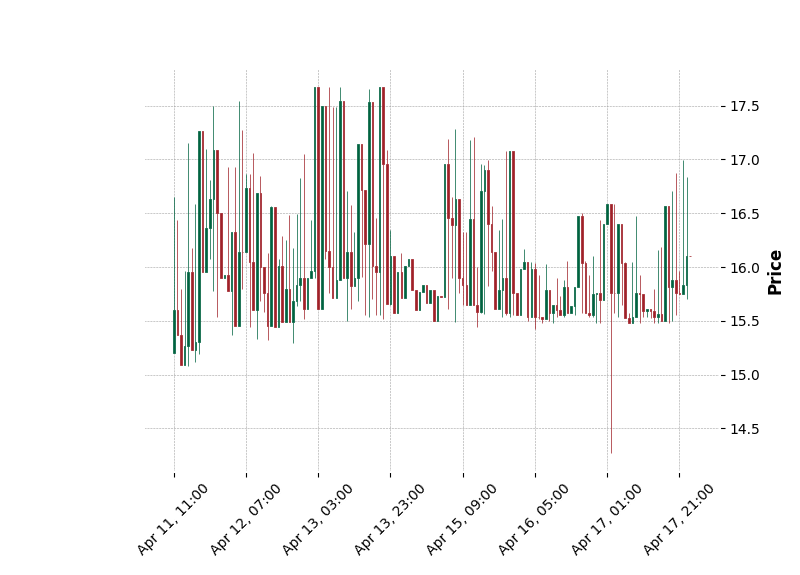 17.5
17.0
16.5
16.0
15.5
15.0
14.5
Price
Apr 11, 11:00
Apr 12, 07:00
Apr 13, 03:00
Apr 13, 23:00
Apr 15, 09:00
Apr 16, 05:00
Apr 17, 01:00
Apr 17, 21:00